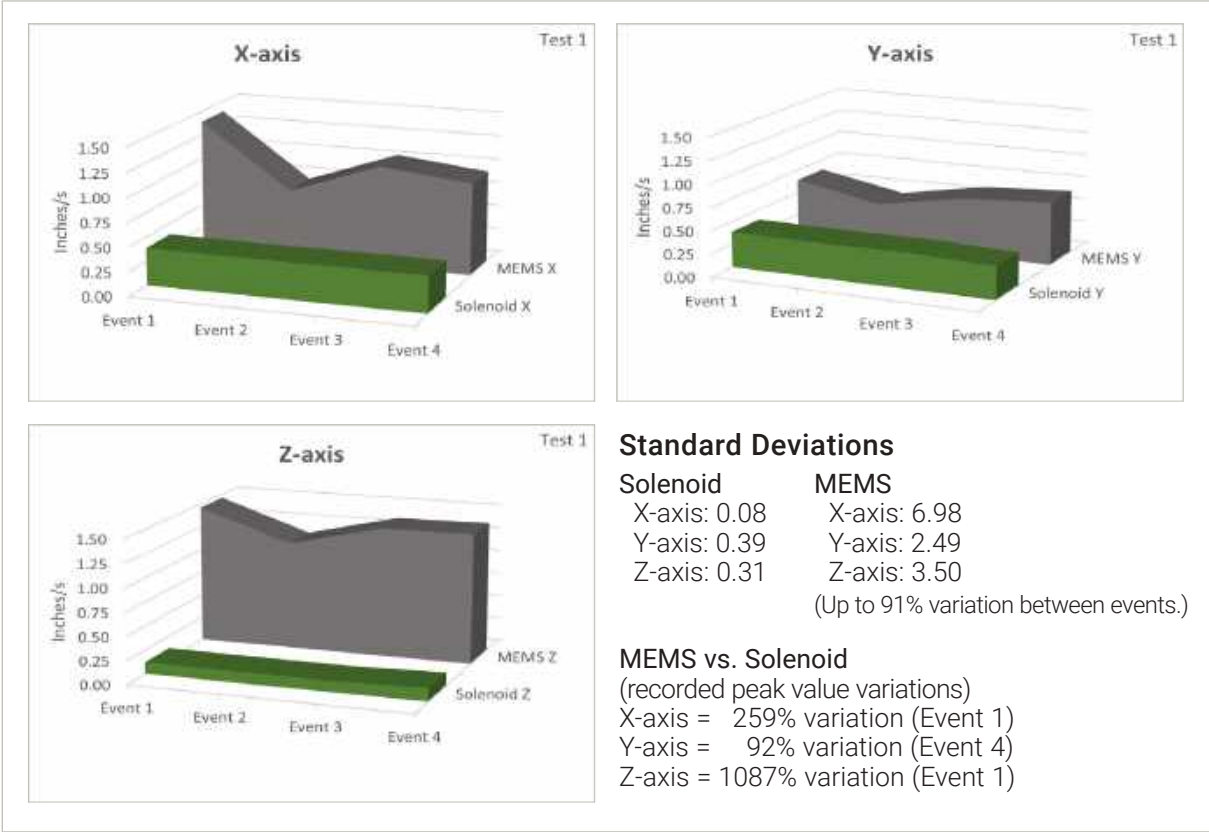 Test 1
X-axis
1.50
1.25
1.00
0.75
0.50
0.25
0.00
Inches/s
Event 1
Event 2
Event 3
Event 4
MEMS X
Solenoid X
Test 1
Y-axis
1.50
1.25
1.00
0.75
0.50
0.25
0.00
Inches/s
Event 1
Event 2
Event 3
Event 4
MEMS Y
Solenoid Y
Test 1
Z-axis
1.50
1.25
1.00
0.75
0.50
0.25
0.00
Inches/s
Event 1
Event 2
Event 3
Event 4
MEMS Z
Solenoid Z
Standard Deviations
Solenoid MEMS
X-axis: 0.08 X-axis: 6.98
Y-axis: 0.39 Y-axis: 2.49
Z-axis: 0.31 Z-axis: 3.50
(Up to 91% variation between events.)
MEMS vs. Solenoid
(recorded peak value variations)
X-axis = 259% variation (Event 1)
Y-axis = 92% variation (Event 4)
Z-axis = 1087% variation (Event 1)